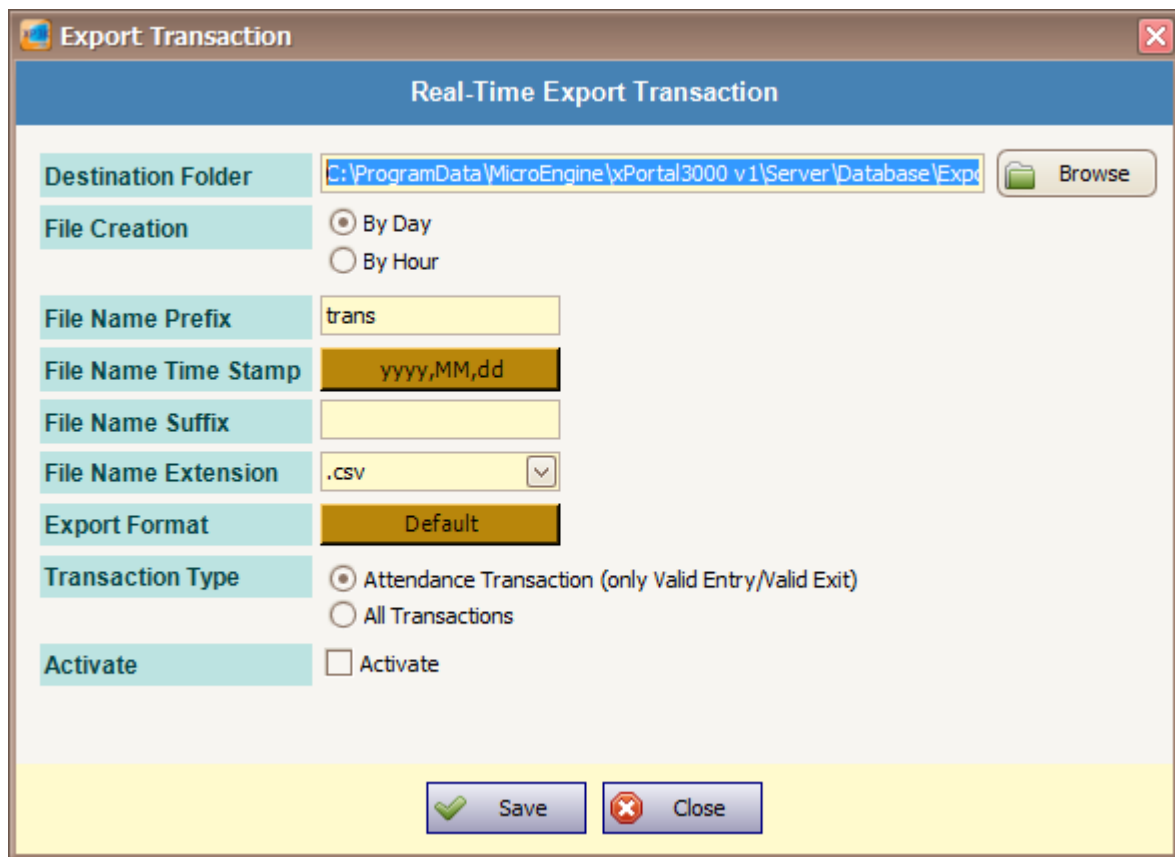 Export Transaction
Real-Time Export Transaction
Destination Folder C:\ProgramData\MicroEngine\xPortal3000 v1\Server\Database\Expo Browse
File Creation By Day
By Hour
File Name Prefix trans
File Name Time Stamp yyyy,MM,dd
File Name Suffix
File Name Extension .csv
Export Format Default
Transaction Type Attendance Transaction (only Valid Entry/Valid Exit)
All Transactions
Activate Activate
Save Close